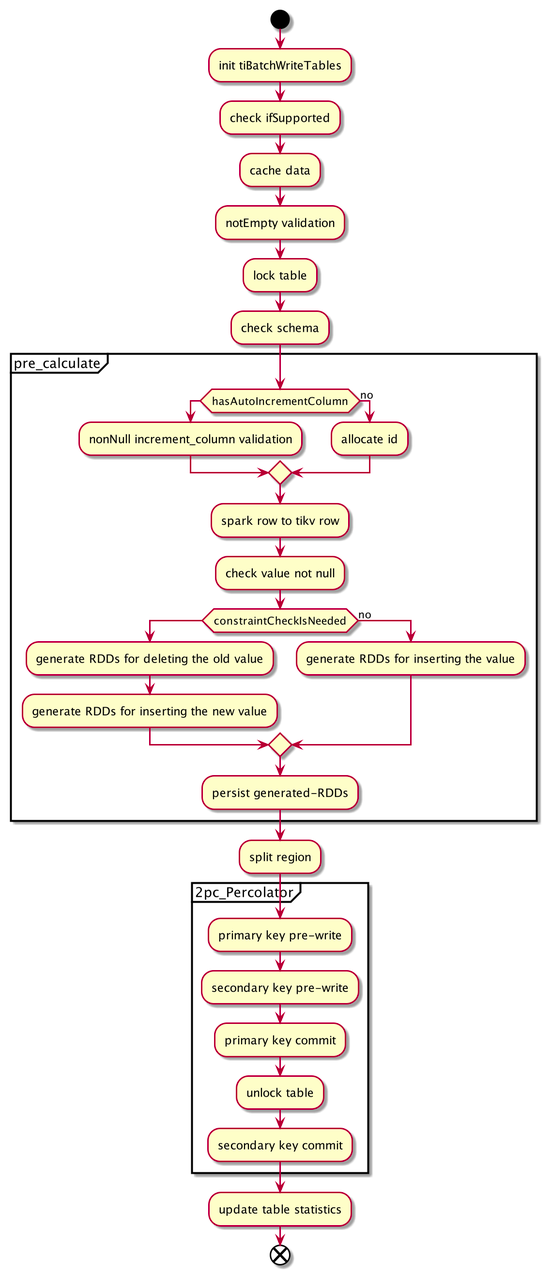 init tiBatchWriteTables
check ifSupported
cache data
notEmpty validation
lock table
check schema
pre_calculate
hasAutoIncrementColumn
no
nonNull increment_column validation
allocate id
spark row to tikv row
check value not null
constraintCheckIsNeeded
no
generate RDDs for deleting the old value
generate RDDs for inserting the value
generate RDDs for inserting the new value
persist generated-RDDs
split region
2pc_Percolator
primary key pre-write
secondary key pre-write
primary key commit
unlock table
secondary key commit
update table statistics